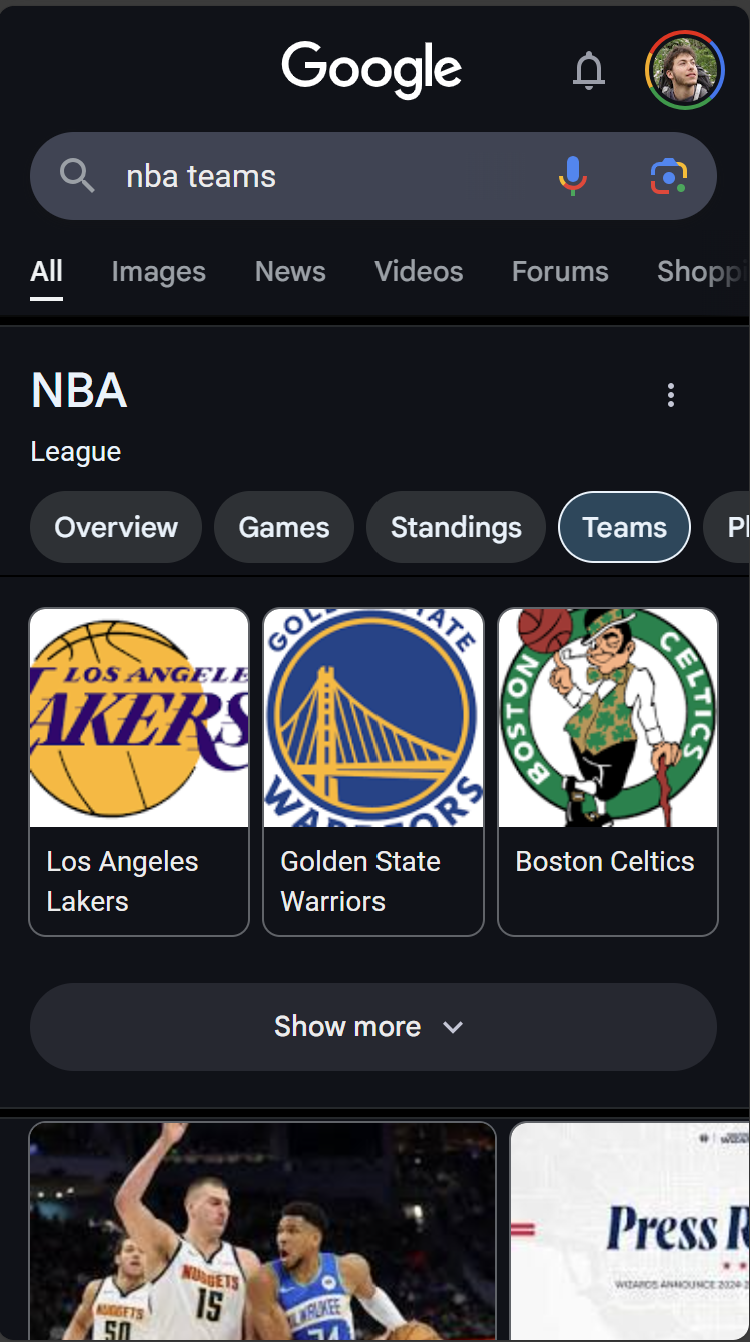 Google
nba teams
All Images News Videos Forums Shoppi
NBA
League
Overview Games Standings Teams Pl
LOS ANGELE
AKERS
GOLD STATE
WARRIORS
BOSTON CELTICS
Los Angeles
Lakers
Golden State
Warriors
Boston Celtics
Show more
NUGGETS
15
NUGGETS
50
MILWAUKEE
34
Press R
WIZARDS ANNOUNCE 2024-2